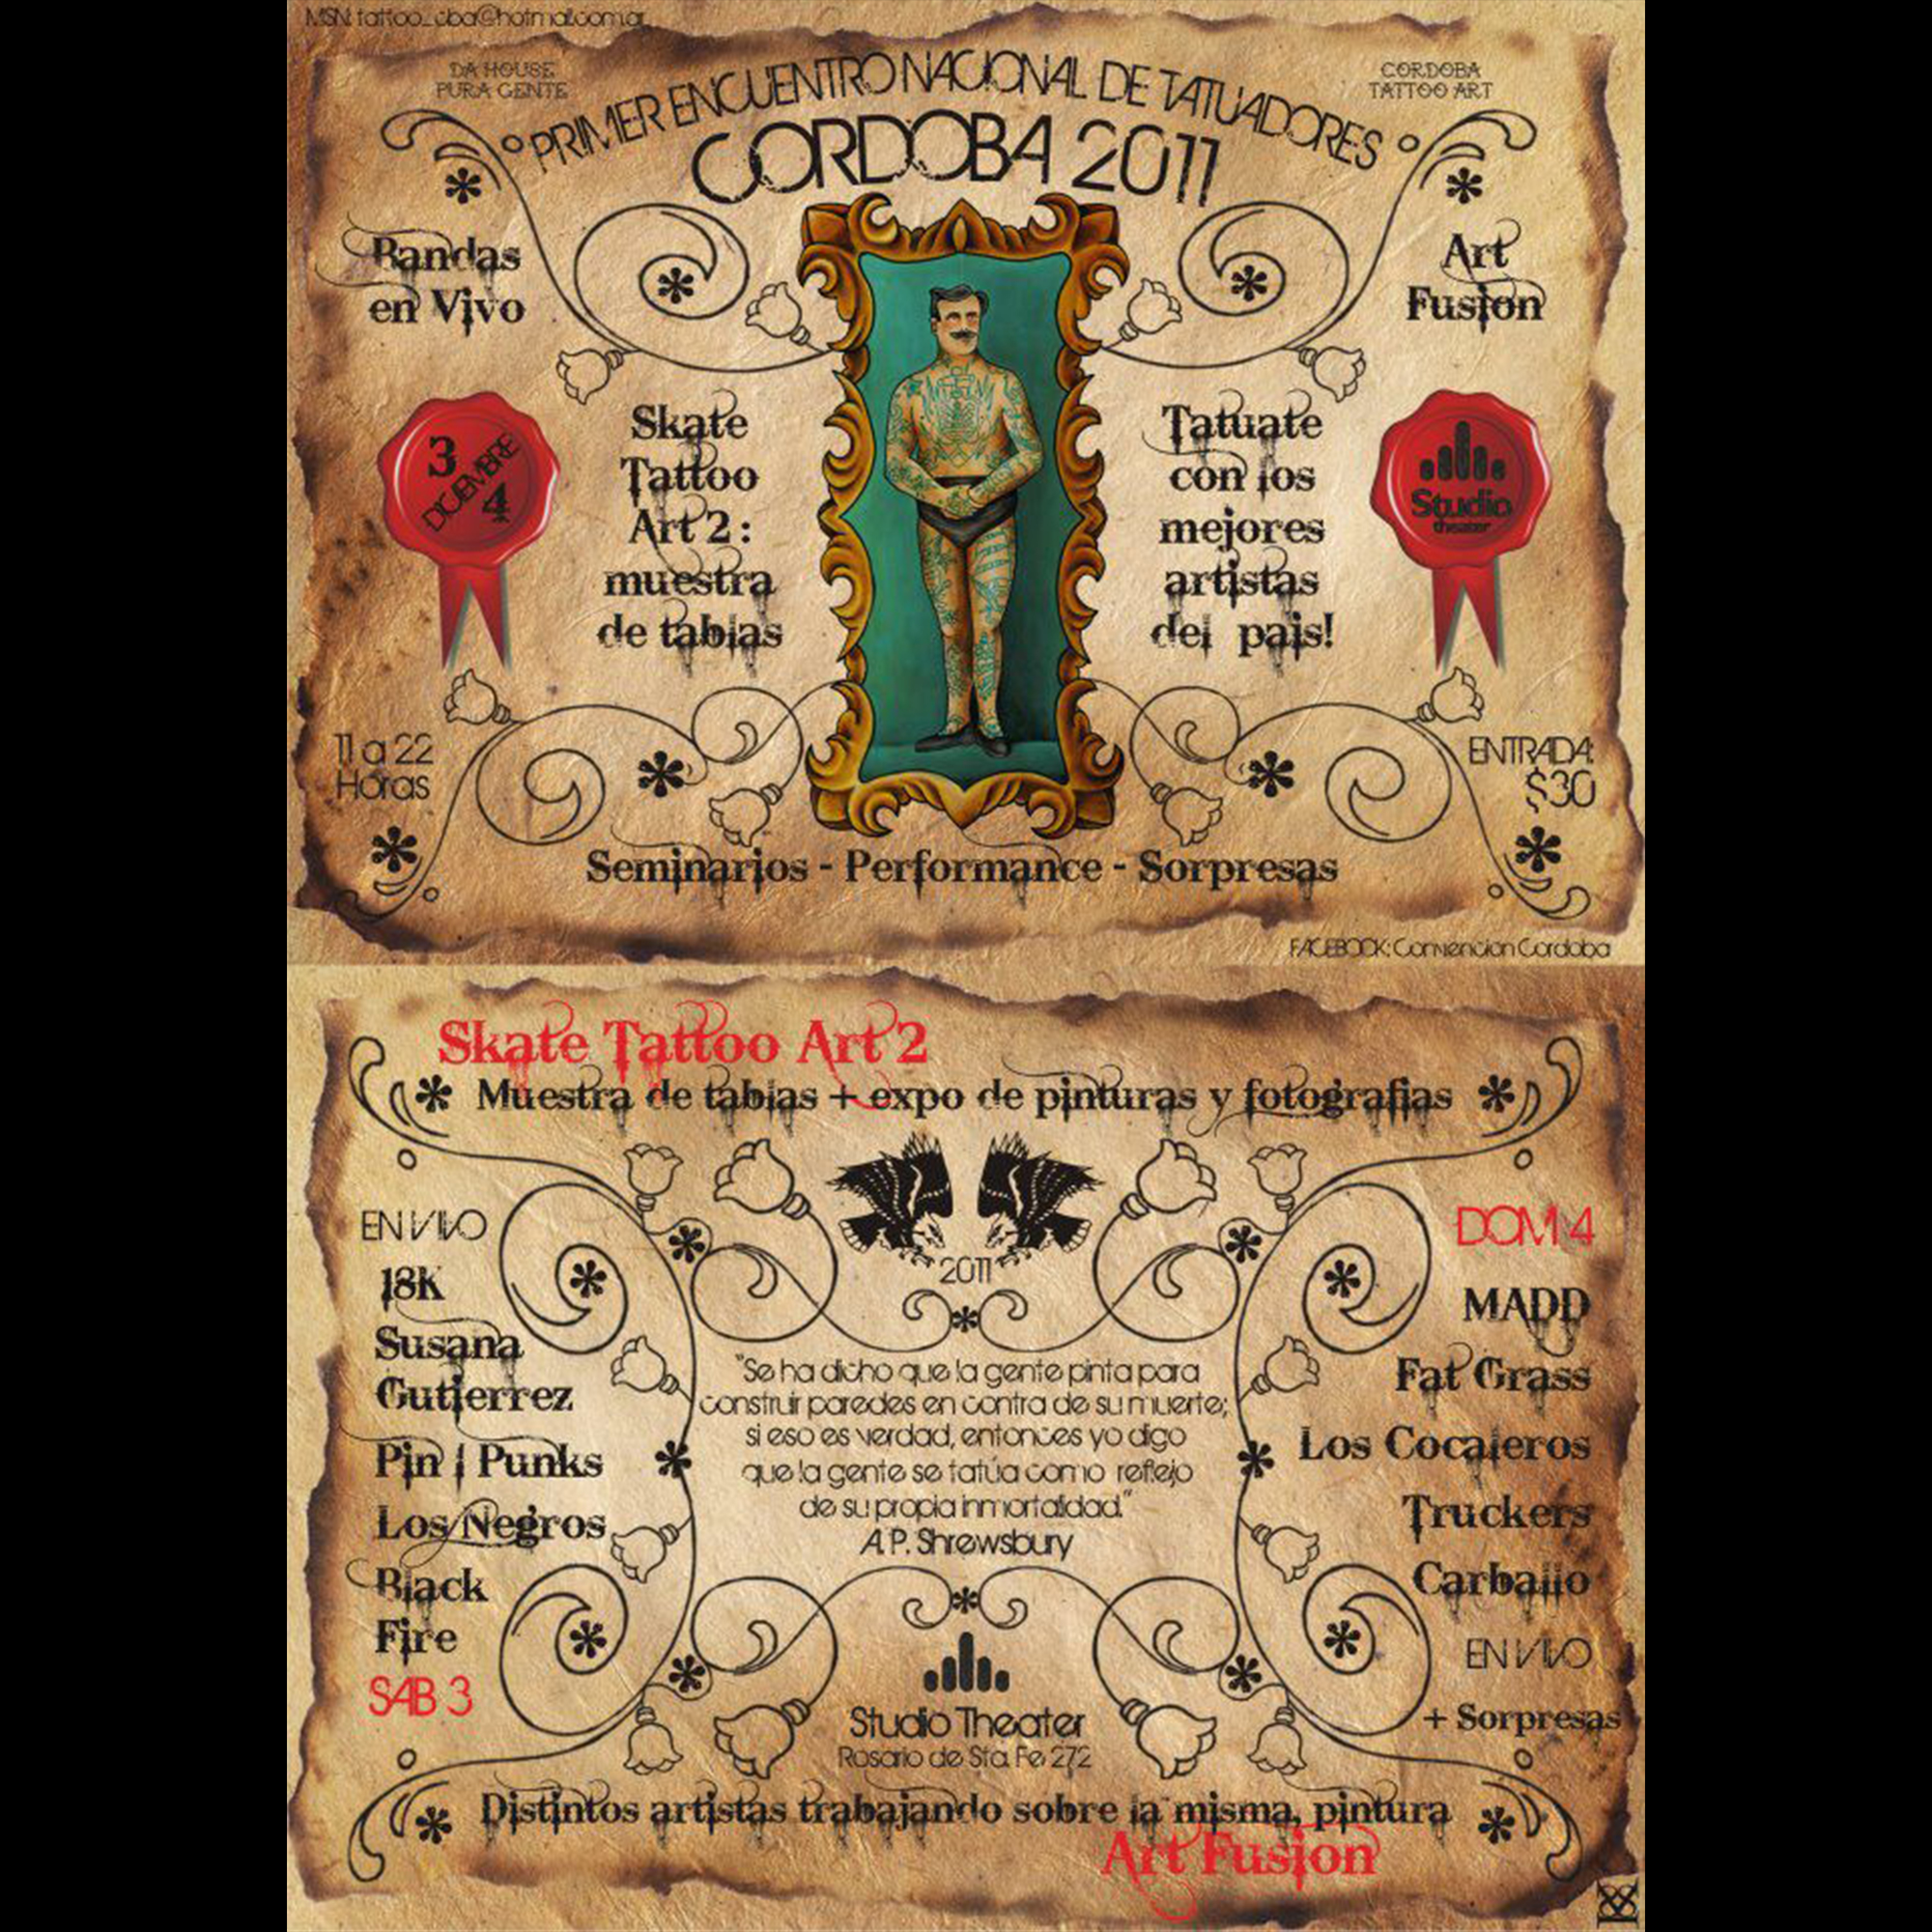 MSN: tattoo_cba@hotmail.com.ar
DA HOUSE
PURA GENTE
CORDOBA
TATTOO ART
PRIMER ENCUENTRO NACIONAL DE TATUADORES
CORDOBA 2011
Bandas
en Vivo
Art
Fusion
3
DICIEMBRE
4
Skate
Tattoo
Art 2 :
muestra
de tablas
Tatuate
con los
mejores
artistas
del pais!
Studio
theater
11 a 22
Horas
ENTRADA:
$30
Seminarios - Performance - Sorpresas
FACEBOOK: Convencion Cordoba
Skate Tattoo Art 2
Muestra de tablas + expo de pinturas y fotografias
2011
EN VIVO
18K
Susana
Gutierrez
Pin | Punks
Los Negros
Black
Fire
SAB 3
"Se ha dicho que la gente pinta para
construir paredes en contra de su muerte;
si eso es verdad, entonces yo digo
que la gente se tatúa como reflejo
de su propia inmortalidad."
A.P. Shrewsbury
DOM 4
MADD
Fat Grass
Los Cocaleros
Truckers
Carballo
EN VIVO
+ Sorpresas
Studio Theater
Rosario de Sta. Fe 272
Distintos artistas trabajando sobre la misma, pintura
Art Fusion